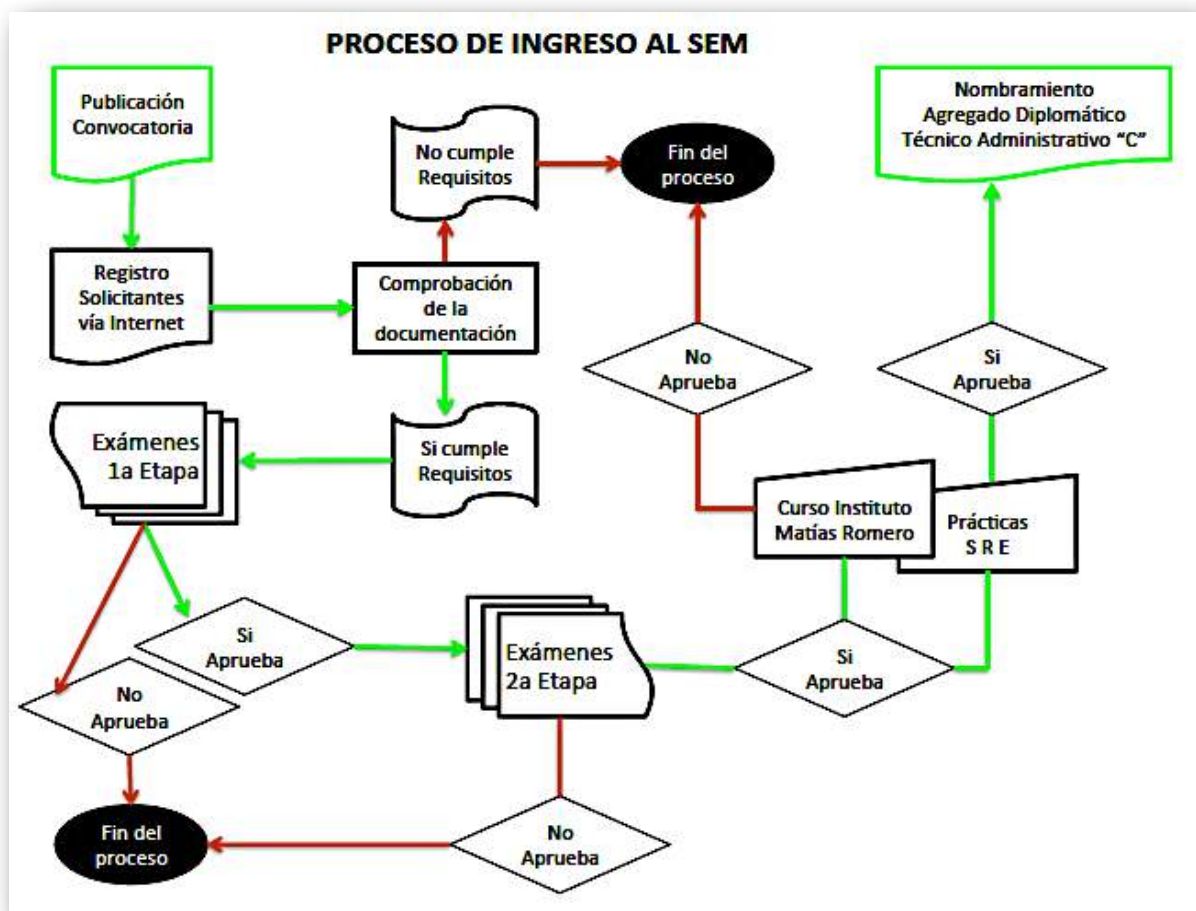 PROCESO DE INGRESO AL SEM
Publicación
Convocatoria
No cumple
Requisitos
Fin del
proceso
Nombramiento
Agregado Diplomático
Técnico Administrativo “C”
Registro
Solicitantes
vía Internet
Comprobación
de la
documentación
No
Aprueba
Si
Aprueba
Exámenes
1a Etapa
Si cumple
Requisitos
Curso Instituto
Matías Romero
Prácticas
S R E
Si
Aprueba
No
Aprueba
Exámenes
2a Etapa
Si
Aprueba
Fin del
proceso
No
Aprueba